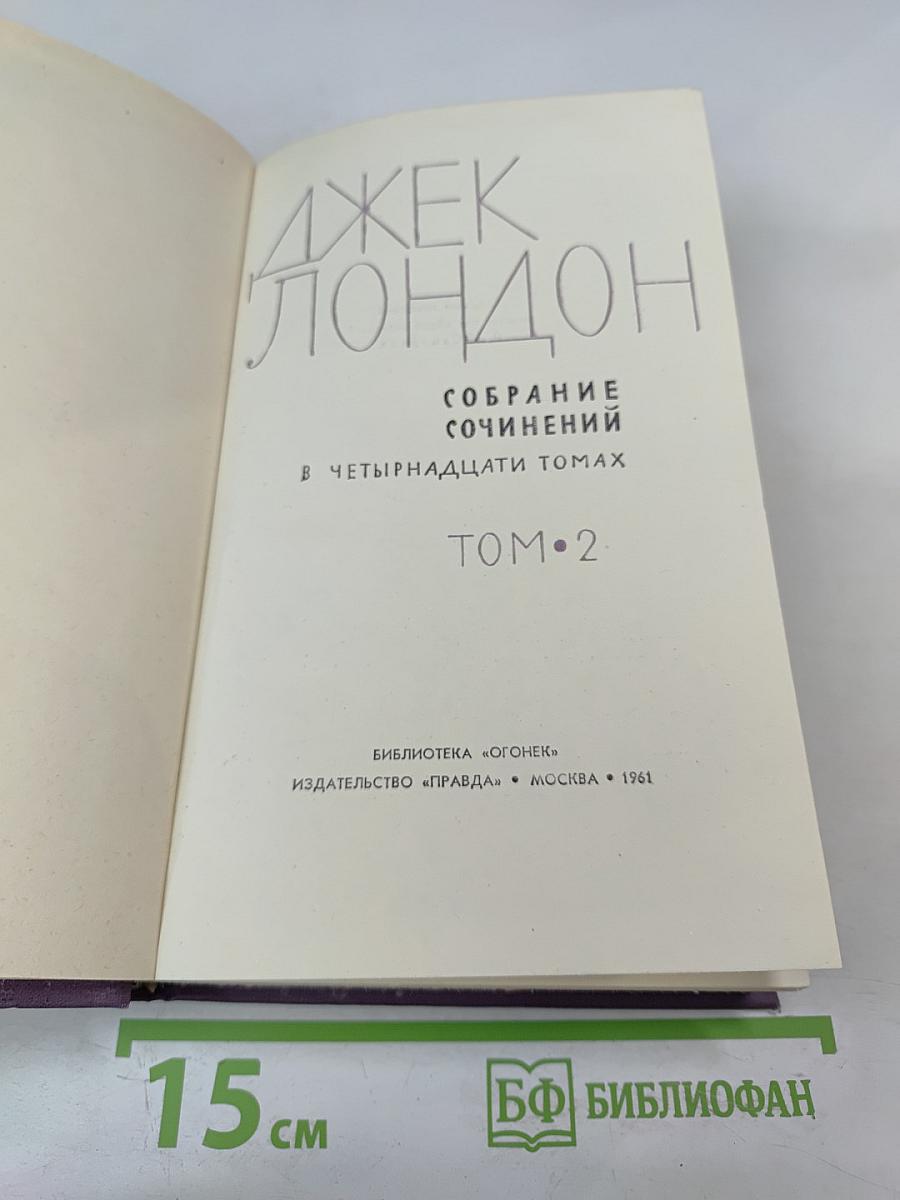 ДЖЕК
ЛОНДОН
СОБРАНИЕ
СОЧИНЕНИЙ
В ЧЕТЫРНАДЦАТИ ТОМАХ
ТОМ • 2
БИБЛИОТЕКА «ОГОНЕК»
ИЗДАТЕЛЬСТВО «ПРАВДА» • МОСКВА • 1961
15 см
БФ БИБЛИОФАН